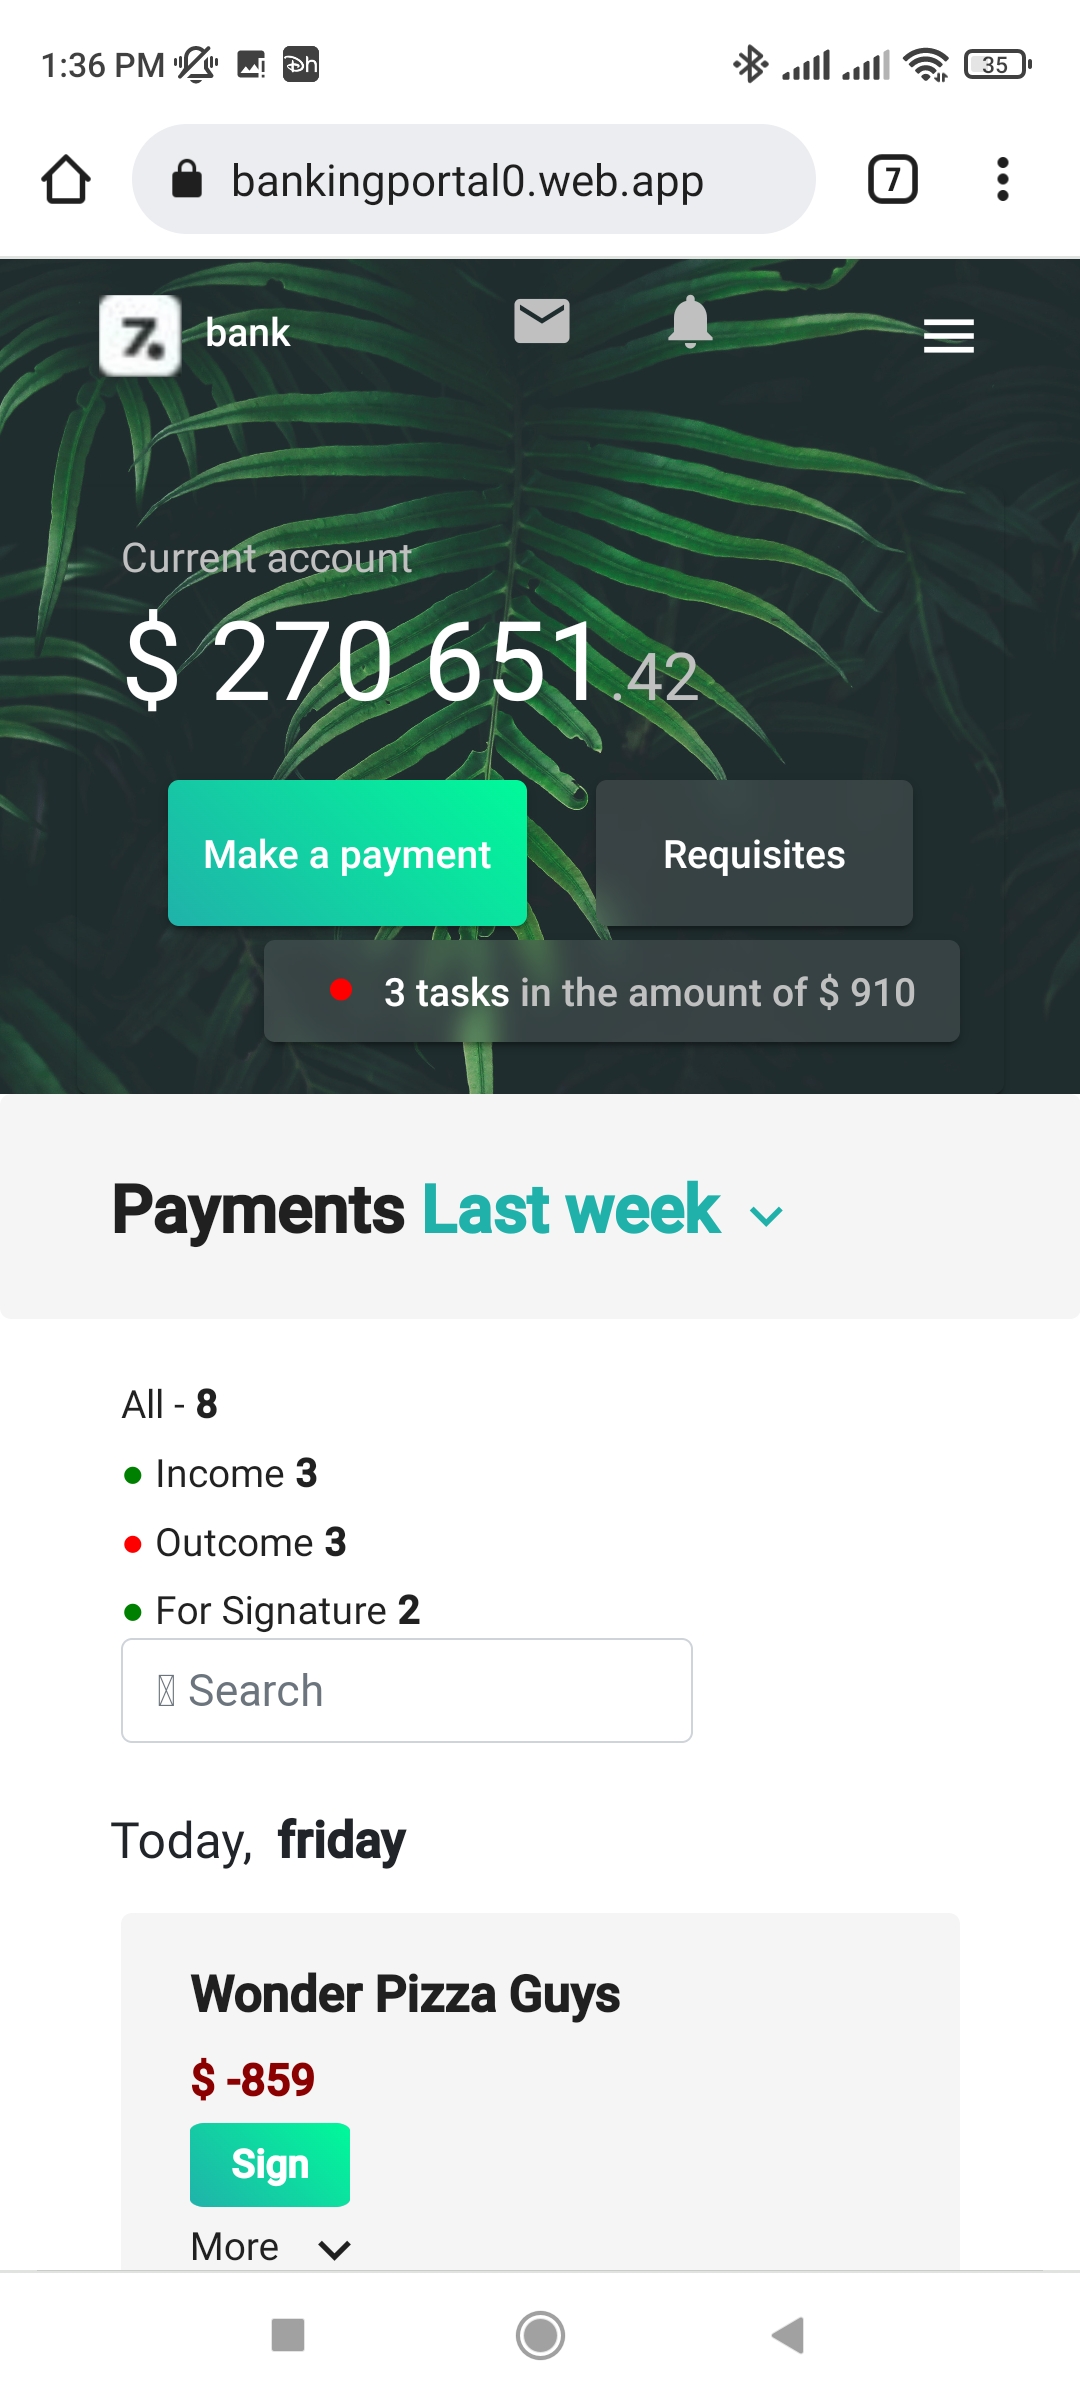 1:36 PM
35
bankingportal0.web.app
7
7. bank
Current account
$ 270 651.42
Make a payment
Requisites
3 tasks in the amount of $ 910
Payments Last week
All - 8
Income 3
Outcome 3
For Signature 2
Search
Today, friday
Wonder Pizza Guys
$ -859
Sign
More